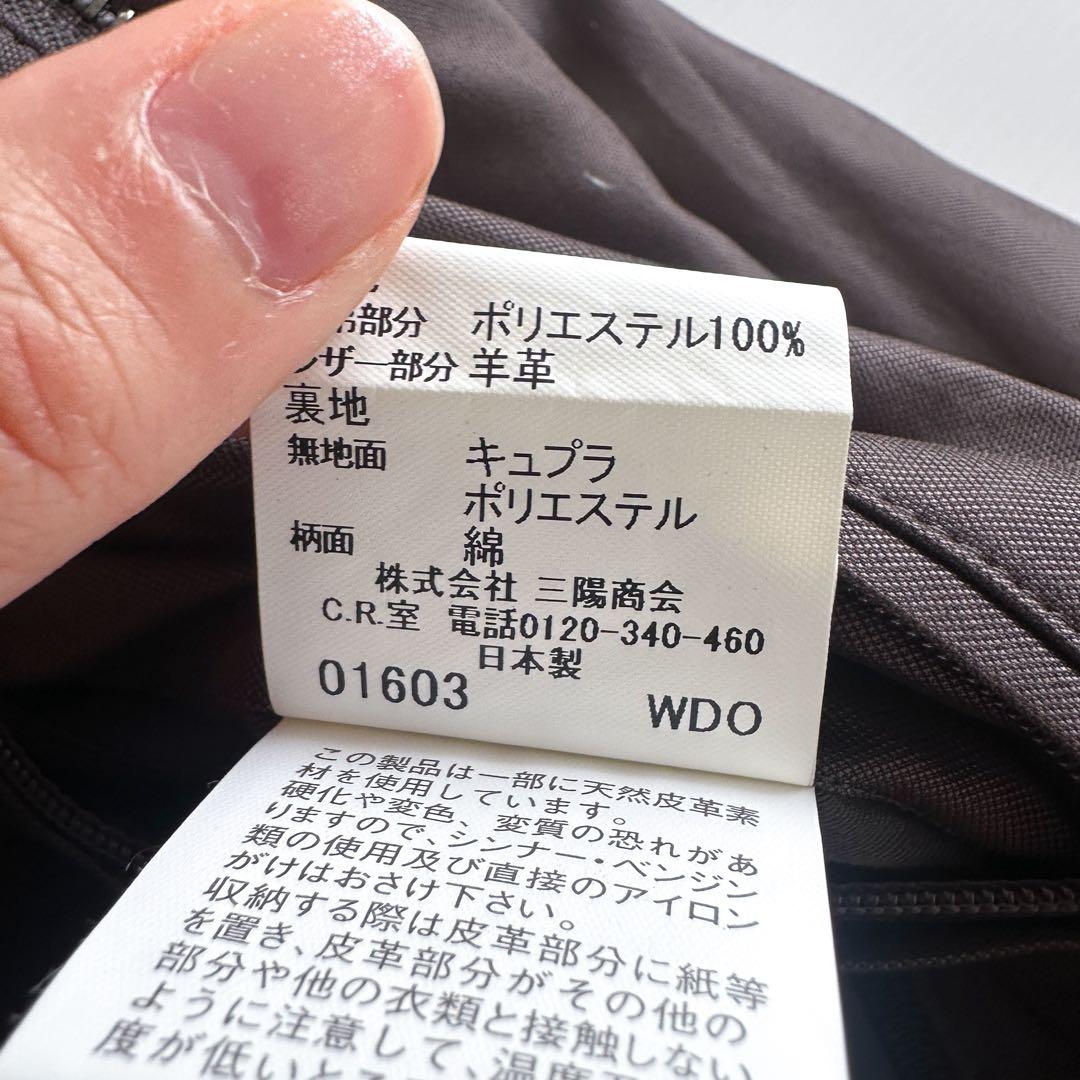 部分 ポリエステル100%
ザー部分 羊革
裏地
無地面 キュプラ
ポリエステル
柄面 綿
株式会社 三陽商会
C.R.室 電話0120-340-460
日本製
01603 WDO
この製品は一部に天然皮革素
材を使用しています。
硬化や変色、変質の恐れがあ
りますので、シンナー・ベンジン
類の使用及び直接のアイロン
がけはおさけ下さい。
収納する際は皮革部分に紙等
を置き、皮革部分がその他の
部分や他の衣類と接触しない
ように注意して、温度
度が低いところ